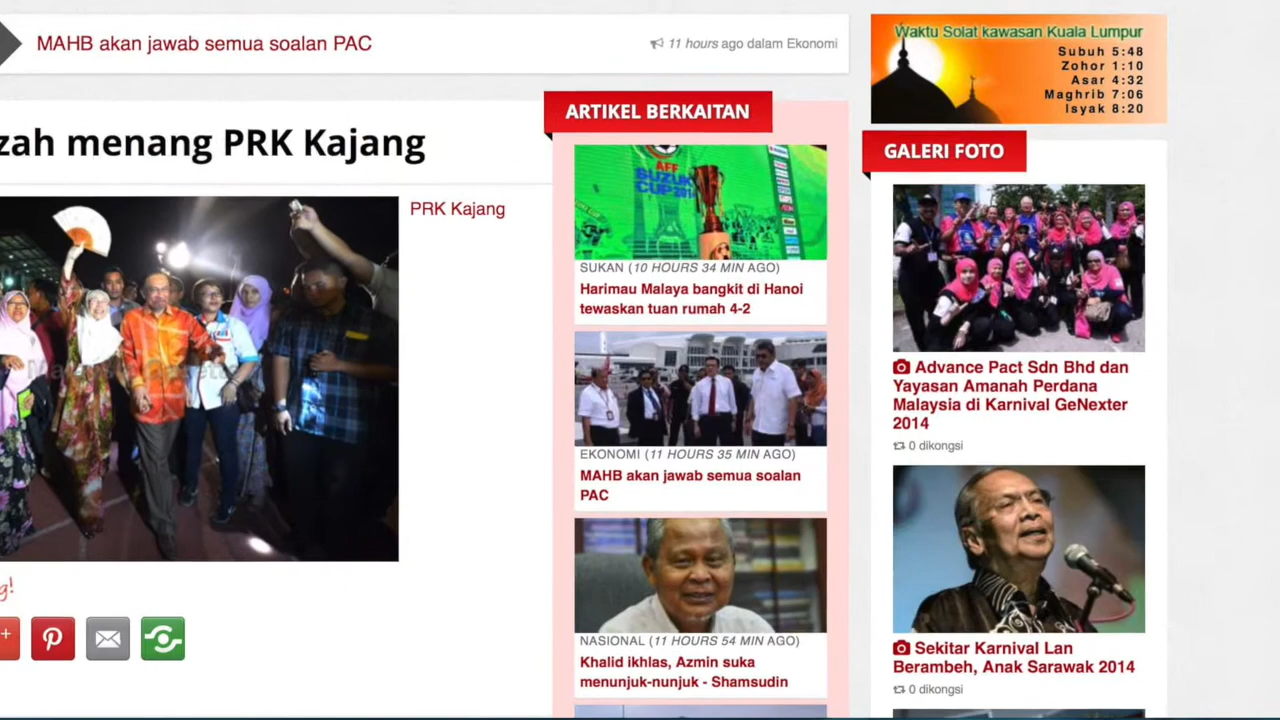 MAHB akan jawab semua soalan PAC
11 hours ago dalam Ekonomi
zah menang PRK Kajang
PRK Kajang
g!
+
ARTIKEL BERKAITAN
AFF
SUZUKI
CUP
SUKAN (10 HOURS 34 MIN AGO)
Harimau Malaya bangkit di Hanoi
tewaskan tuan rumah 4-2
EKONOMI (11 HOURS 35 MIN AGO)
MAHB akan jawab semua soalan
PAC
NASIONAL (11 HOURS 54 MIN AGO)
Khalid ikhlas, Azmin suka
menunjuk-nunjuk - Shamsudin
Waktu Solat kawasan Kuala Lumpur
Subuh 5:48
Zohor 1:10
Asar 4:32
Maghrib 7:06
Isyak 8:20
GALERI FOTO
Advance Pact Sdn Bhd dan
Yayasan Amanah Perdana
Malaysia di Karnival GeNexter
2014
0 dikongsi
Sekitar Karnival Lan
Berambeh, Anak Sarawak 2014
0 dikongsi